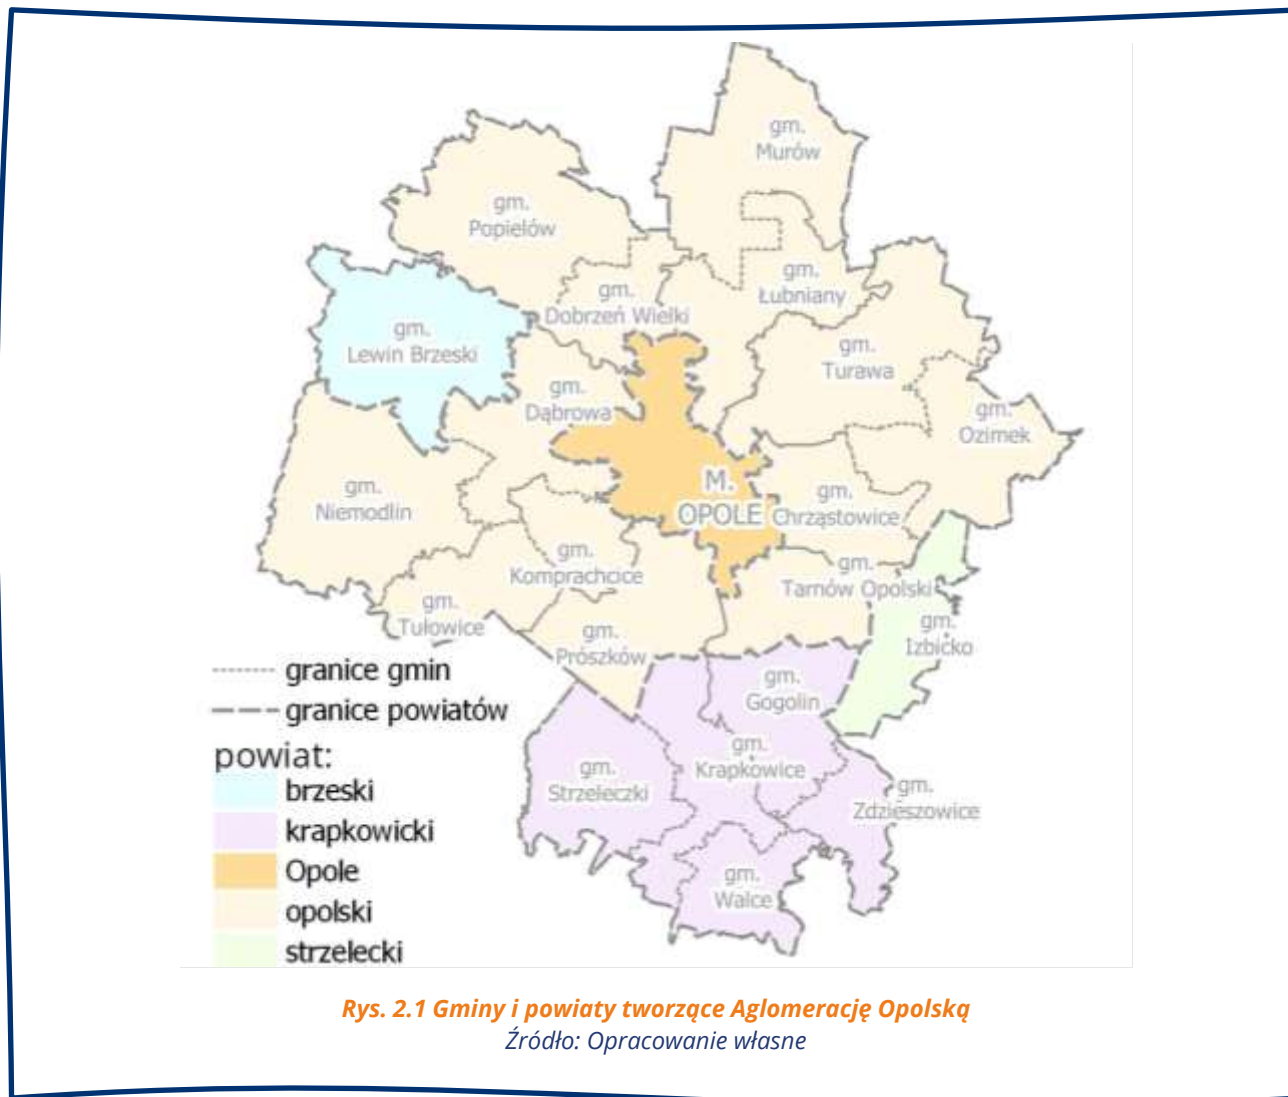 gm.
Murów
gm.
Popielów
gm.
Łubniany
gm.
Dobrzeń Wielki
gm.
Lewin Brzeski
gm.
Turawa
gm.
Dąbrowa
gm.
Ozimek
M.
OPOLE
gm.
Niemodlin
gm.
Chrząstowice
gm.
Komprachcice
gm.
Tarnów Opolski
gm.
Tułowice
gm.
Prószków
gm.
Izbicko
granice gmin
granice powiatów
gm.
Gogolin
gm.
Krapkowice
gm.
Strzeleczki
gm.
Zdzieszowice
gm.
Walce
powiat:
brzeski
krapkowicki
Opole
opolski
strzelecki
Rys. 2.1 Gminy i powiaty tworzące Aglomerację Opolską
Źródło: Opracowanie własne